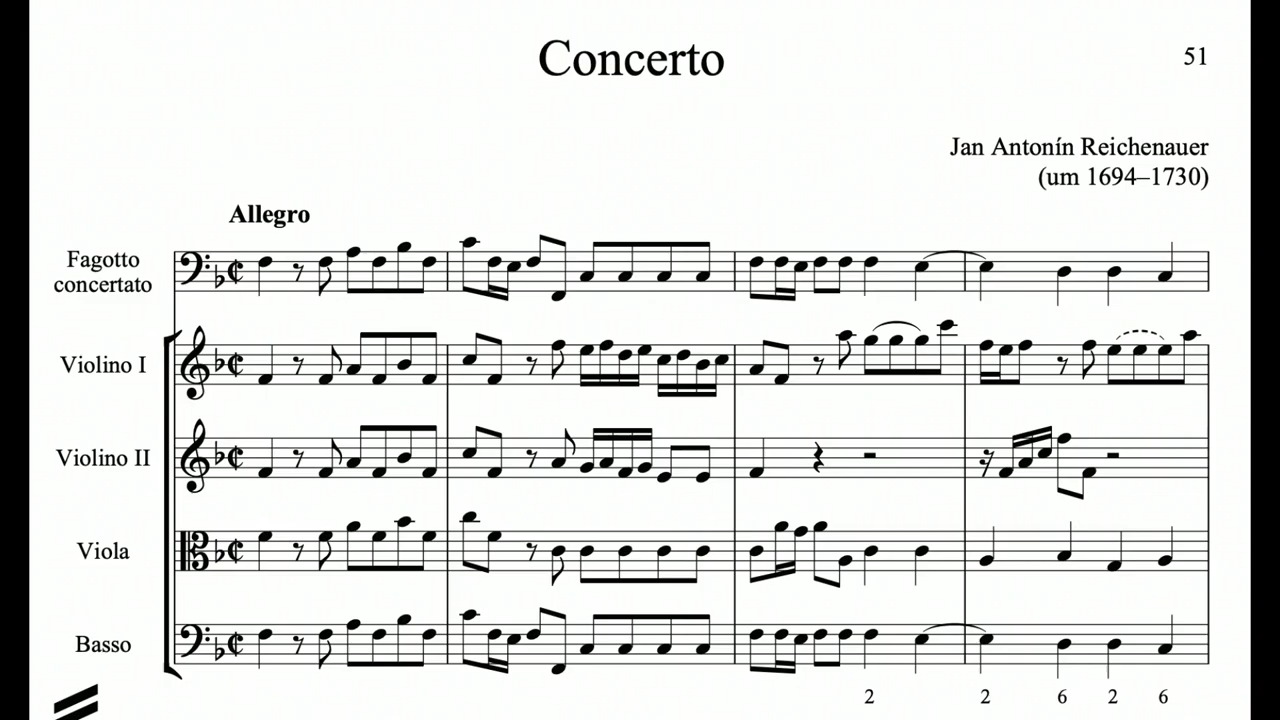 Concerto
51
Jan Antonín Reichenauer
(um 1694–1730)
Allegro
Fagotto
concertato
Violino I
Violino II
Viola
Basso
2 2 6 2 6